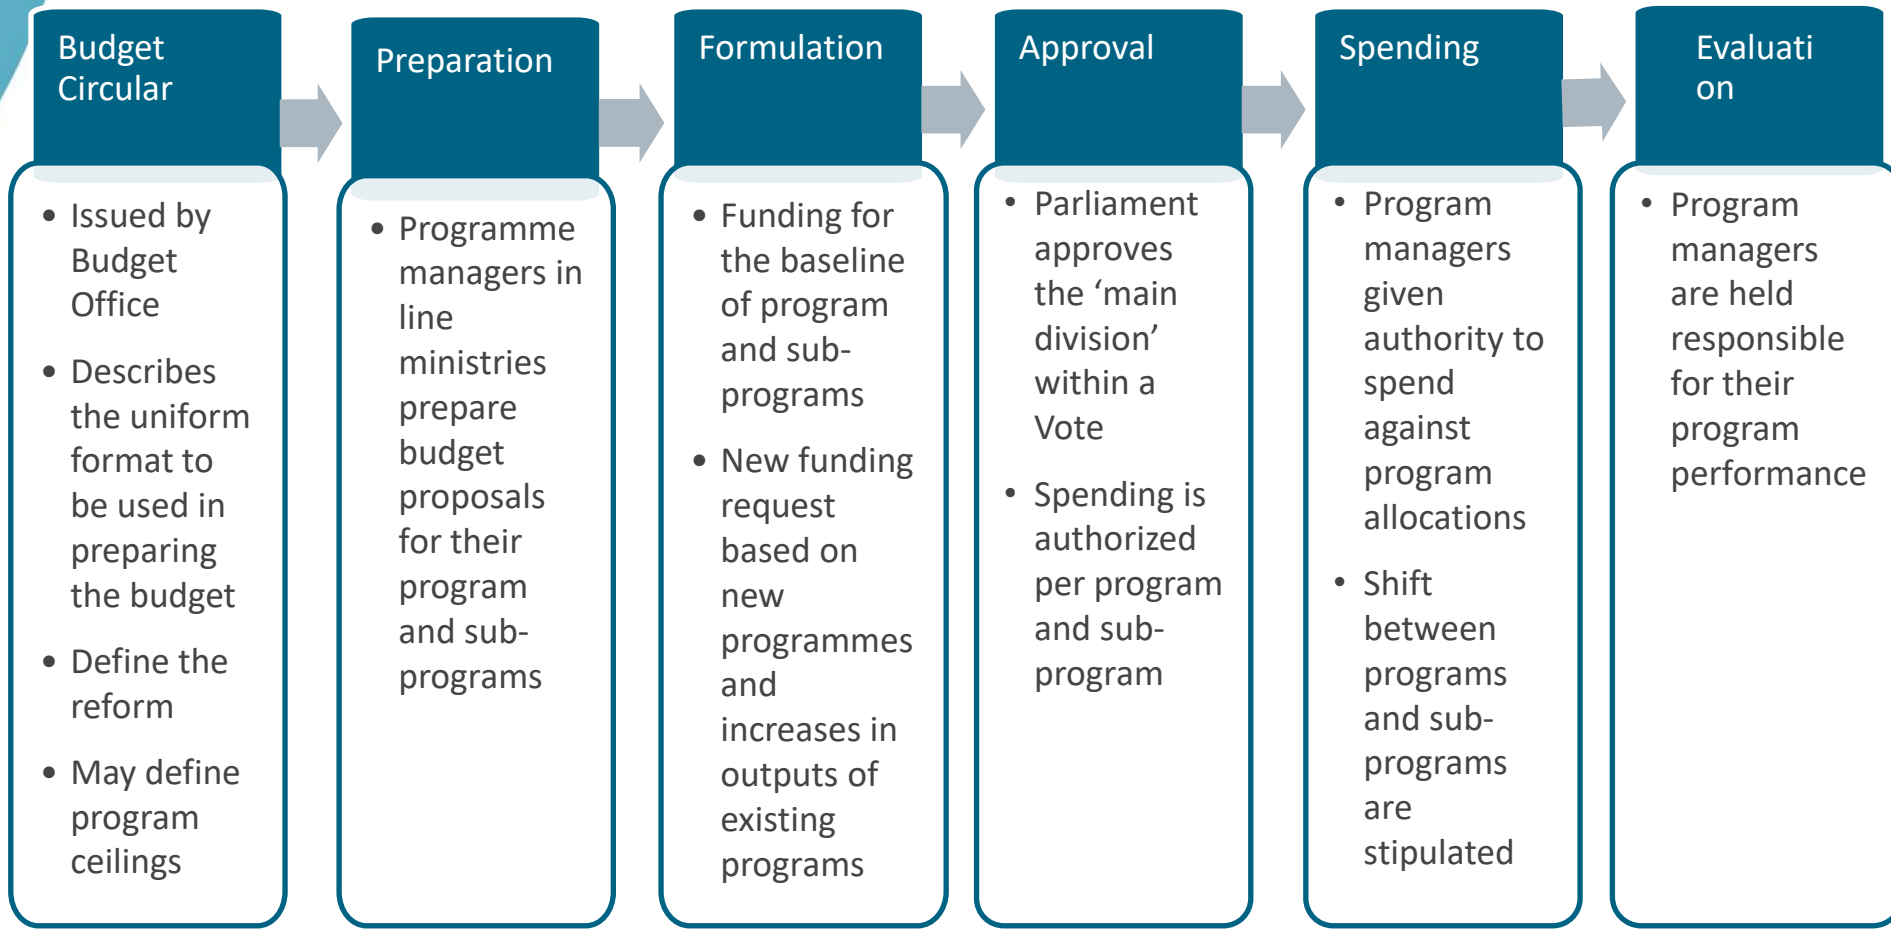 Budget
Circular
• Issued by
Budget
Office
• Describes
the uniform
format to
be used in
preparing
the budget
• Define the
reform
• May define
program
ceilings
Preparation
• Programme
managers in
line
ministries
prepare
budget
proposals
for their
program
and sub-
programs
Formulation
• Funding for
the baseline
of program
and sub-
programs
• New funding
request
based on
new
programmes
and
increases in
outputs of
existing
programs
Approval
• Parliament
approves
the ‘main
division’
within a
Vote
• Spending is
authorized
per program
and sub-
program
Spending
• Program
managers
given
authority to
spend
against
program
allocations
• Shift
between
programs
and sub-
programs
are
stipulated
Evaluati
on
• Program
managers
are held
responsible
for their
program
performance